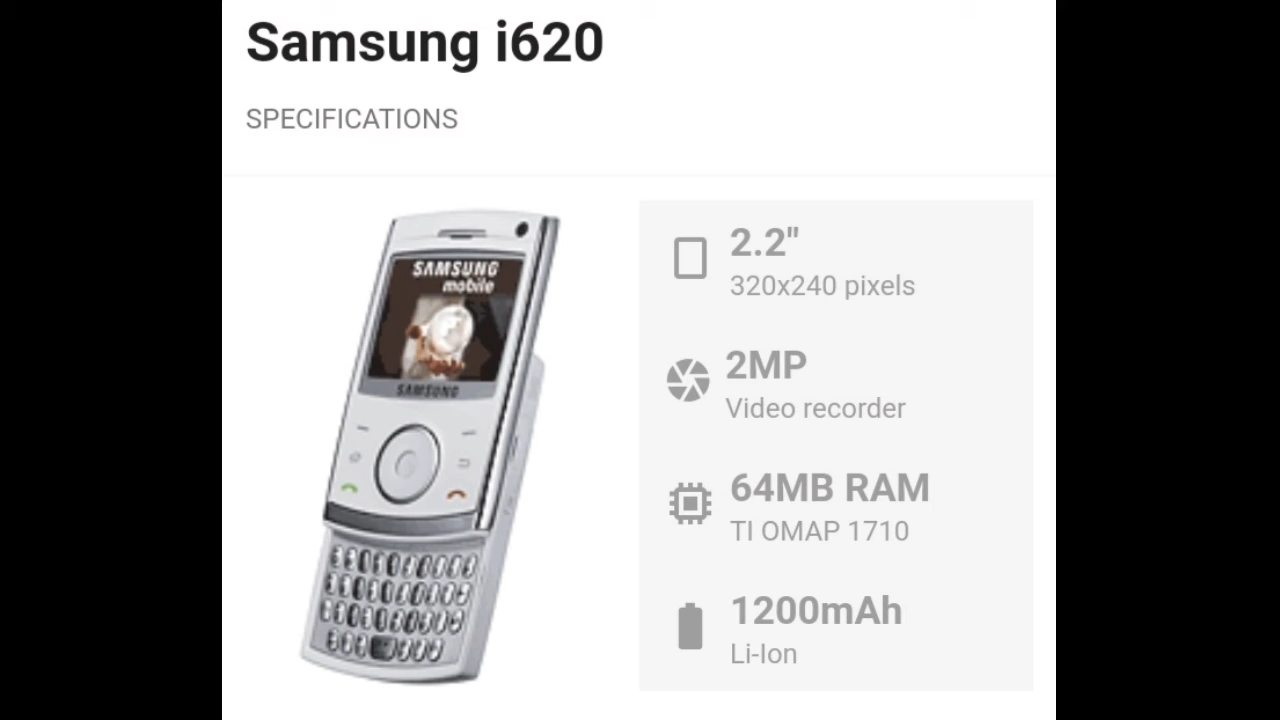 Samsung i620
SPECIFICATIONS
SAMSUNG
mobile
SAMSUNG
2.2"
320x240 pixels
2MP
Video recorder
64MB RAM
TI OMAP 1710
1200mAh
Li-Ion